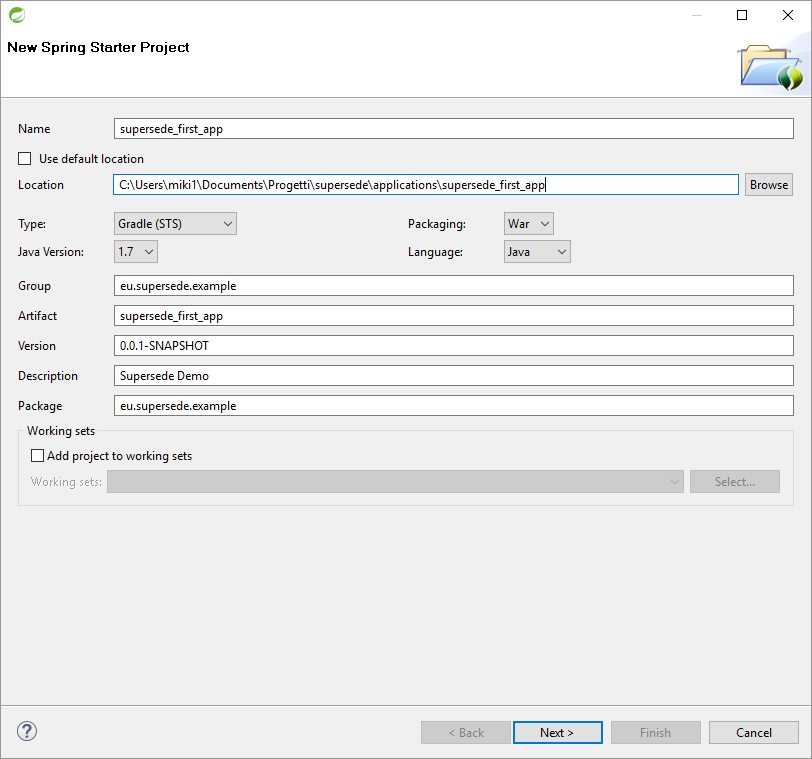 New Spring Starter Project
Name supersede_first_app
Use default location
Location C:\Users\miki1\Documents\Progetti\supersede\applications\supersede_first_app Browse
Type: Gradle (STS) Packaging: War
Java Version: 1.7 Language: Java
Group eu.supersede.example
Artifact supersede_first_app
Version 0.0.1-SNAPSHOT
Description Supersede Demo
Package eu.supersede.example
Working sets
Add project to working sets
Working sets: Select...
? < Back Next > Finish Cancel